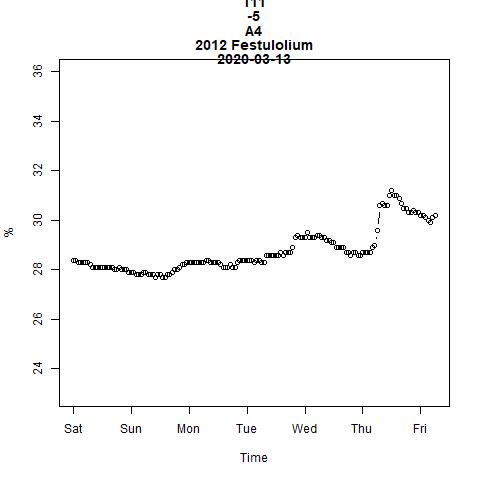 T11
-5
A4
2012 Festulolium
2020-03-13
36
34
32
30
28
26
24
%
Sat Sun Mon Tue Wed Thu Fri
Time